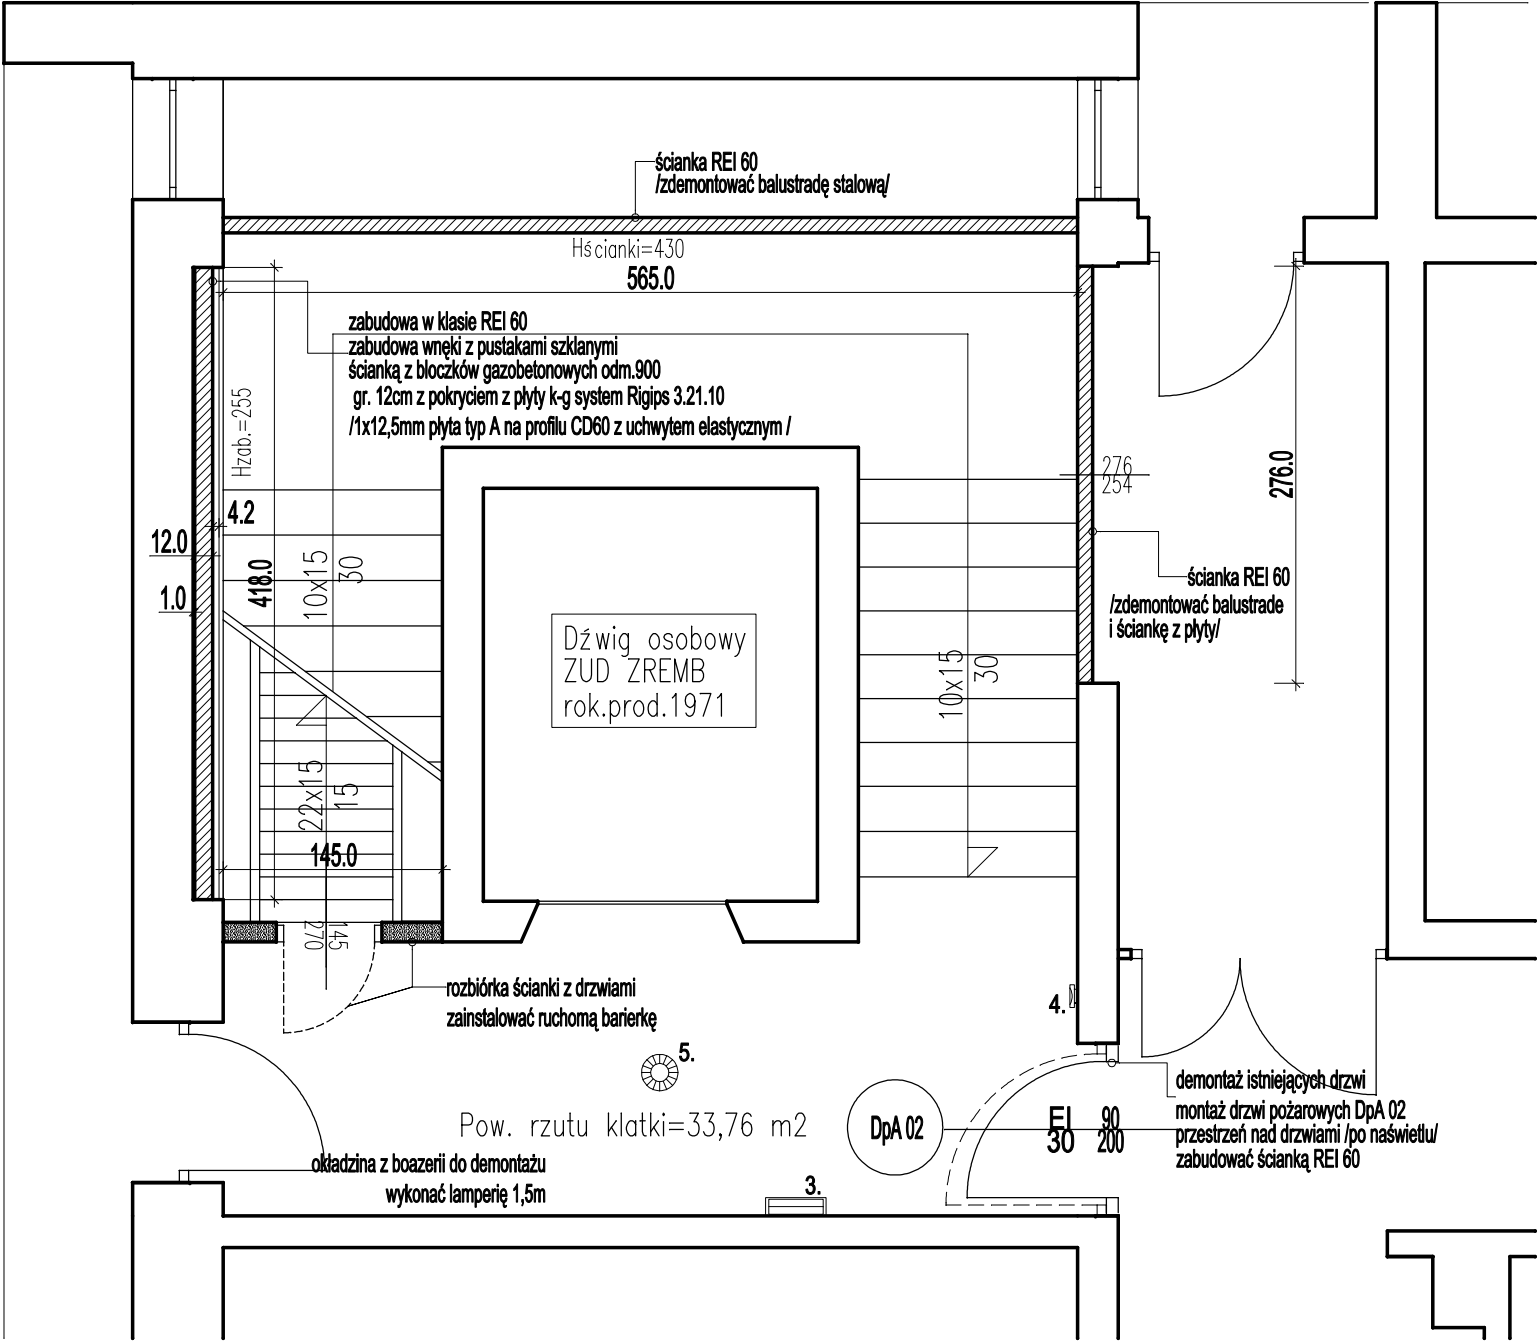 ścianka REI 60
/zdemontować balustradę stalową/
Hścianki=430
565.0
zabudowa w klasie REI 60
zabudowa wnęki z pustakami szklanymi
ścianką z bloczków gazobetonowych odm.900
gr. 12cm z pokryciem z płyty k-g system Rigips 3.21.10
/1x12,5mm płyta typ A na profilu CD60 z uchwytem elastycznym /
Hzab.=255
4.2
12.0
1.0
418.0
10x15
30
Dźwig osobowy
ZUD ZREMB
rok.prod.1971
10x15
30
276
254
276.0
ścianka REI 60
/zdemontować balustrade
i ściankę z płyty/
22x15
15
145.0
145
270
rozbiórka ścianki z drzwiami
zainstalować ruchomą barierkę
4.
5.
Pow. rzutu klatki=33,76 m2
DpA 02
EI 90
30 200
demontaż istniejących drzwi
montaż drzwi pożarowych DpA 02
przestrzeń nad drzwiami /po naświetlu/
zabudować ścianką REI 60
okładzina z boazerii do demontażu
wykonać lamperię 1,5m
3.